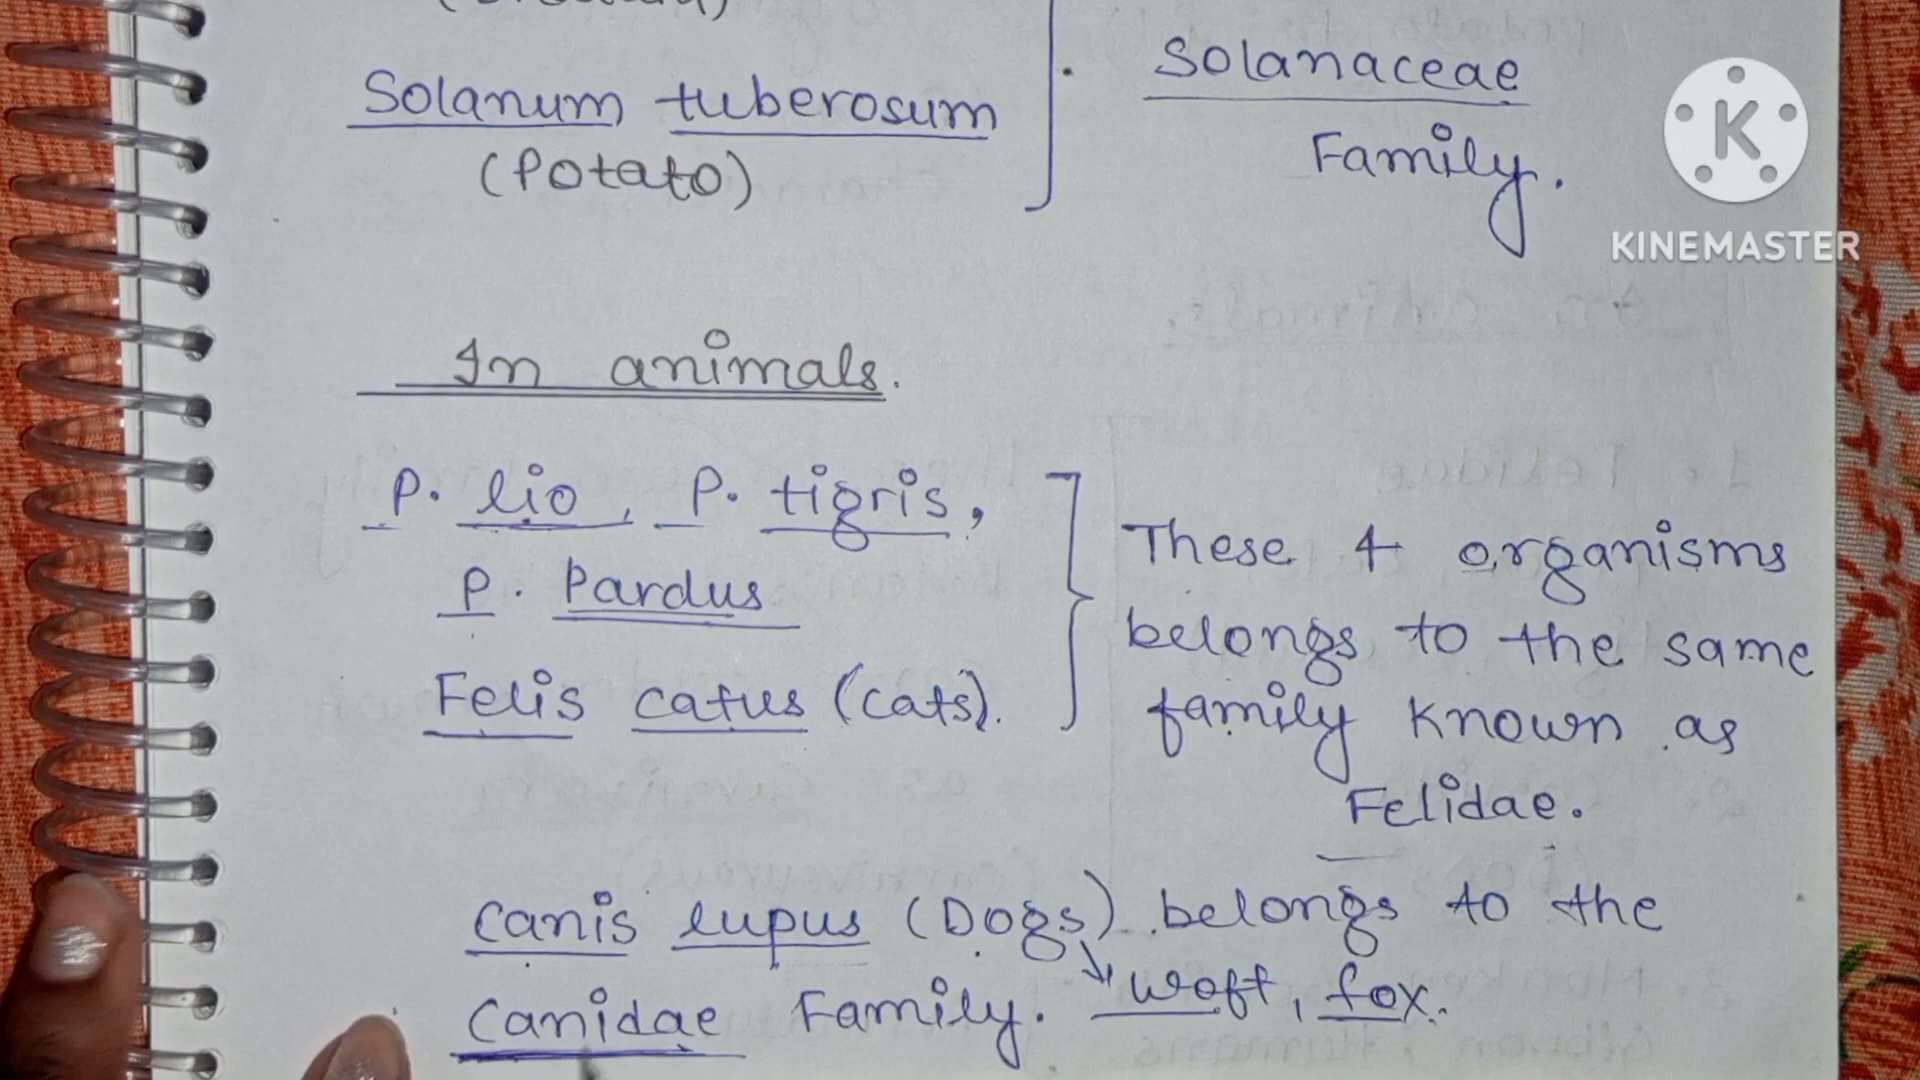 Solanum tuberosum
(Potato)
Solanaceae
Family.
KINEMASTER
In animals.
P. lio, P. tigris,
P. Pardus
Felis catus (cats).
These 4 organisms
belongs to the same
family known as
Felidae.
canis lupus (Dogs) belongs to the
canidae Family. woft, fox.